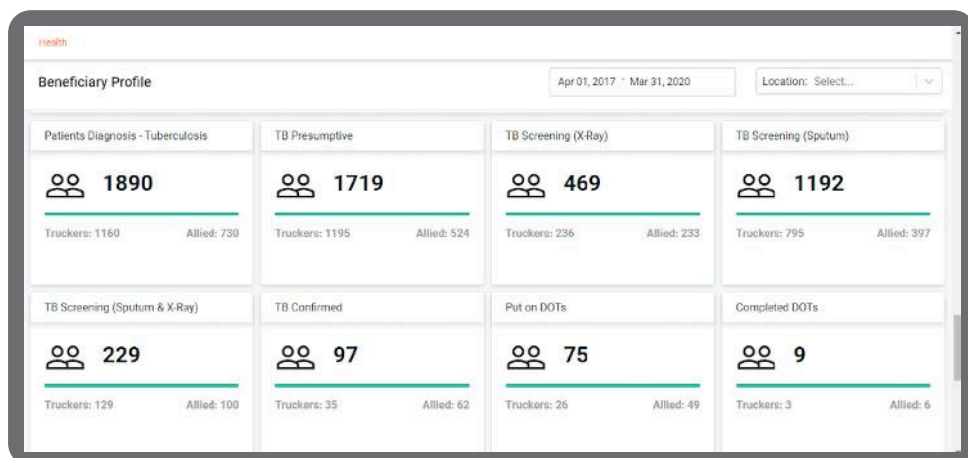 Health
Beneficiary Profile
Apr 01, 2017 - Mar 31, 2020
Location: Select...
Patients Diagnosis - Tuberculosis
1890
Truckers: 1160 Allied: 730
TB Presumptive
1719
Truckers: 1195 Allied: 524
TB Screening (X-Ray)
469
Truckers: 236 Allied: 233
TB Screening (Sputum)
1192
Truckers: 795 Allied: 397
TB Screening (Sputum & X-Ray)
229
Truckers: 129 Allied: 100
TB Confirmed
97
Truckers: 35 Allied: 62
Put on DOTs
75
Truckers: 26 Allied: 49
Completed DOTs
9
Truckers: 3 Allied: 6